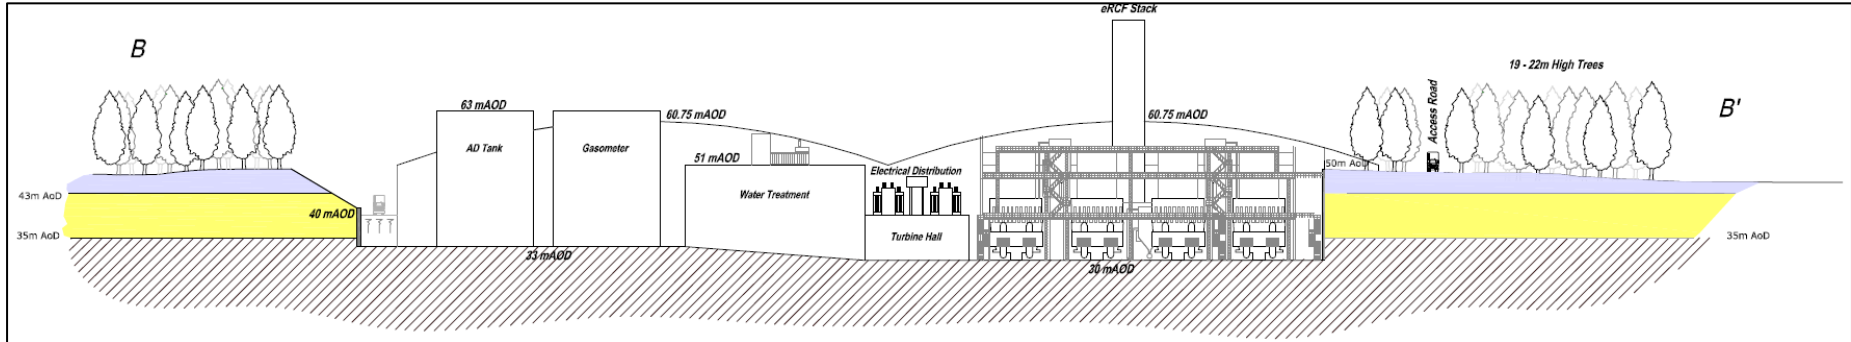 eRCF Stack
B
19 - 22m High Trees
Access Road
B'
63 mAOD
60.75 mAOD
60.75 mAOD
AD Tank
Gasometer
51 mAOD
50m AoD
Electrical Distribution
43m AoD
Water Treatment
40 mAOD
35m AoD
Turbine Hall
35m AoD
33 mAOD
30 mAOD